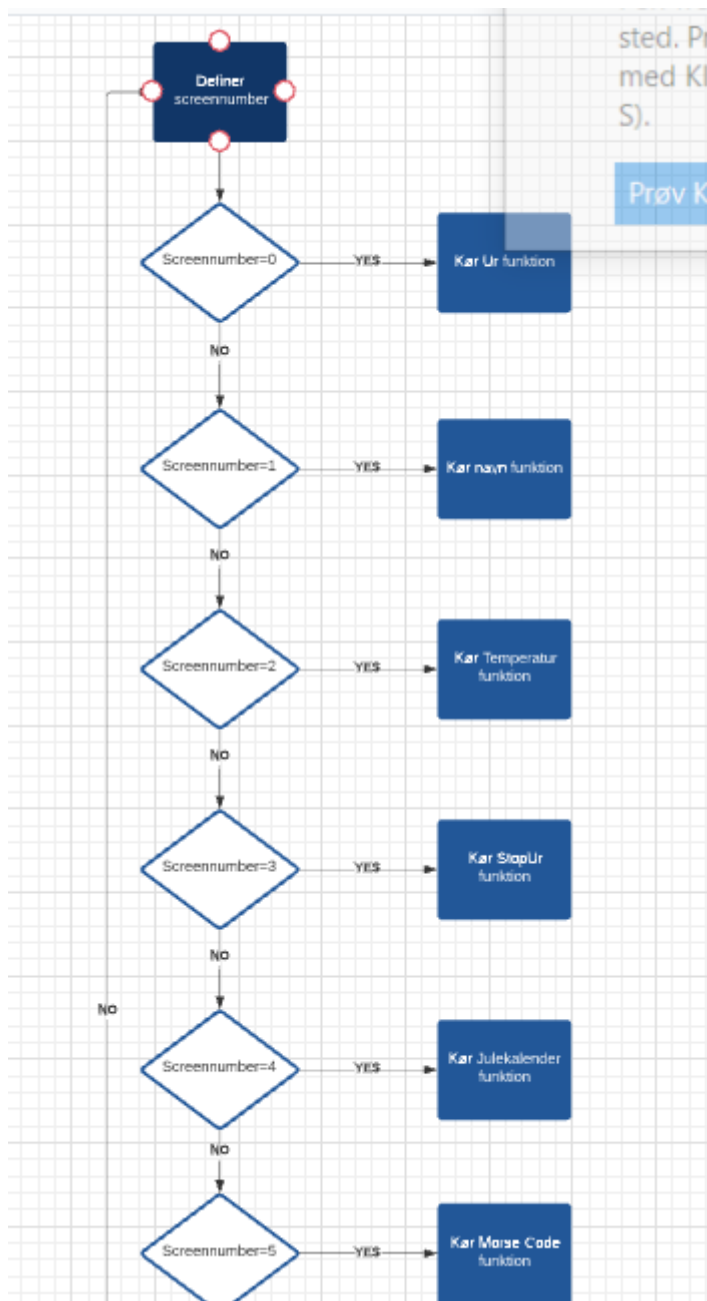 sted.
med
S).
Definer
screennumber
Prøv K
Screennumber=0
YES
Kør Ur funktion
NO
Screennumber=1
YES
Kør navn funktion
NO
Screennumber=2
YES
Kør Temperatur
funktion
NO
Screennumber=3
YES
Kør StopUr
funktion
NO
NO
Screennumber=4
YES
Kør Julekalender
funktion
NO
Screennumber=5
YES
Kør Morse Code
funktion